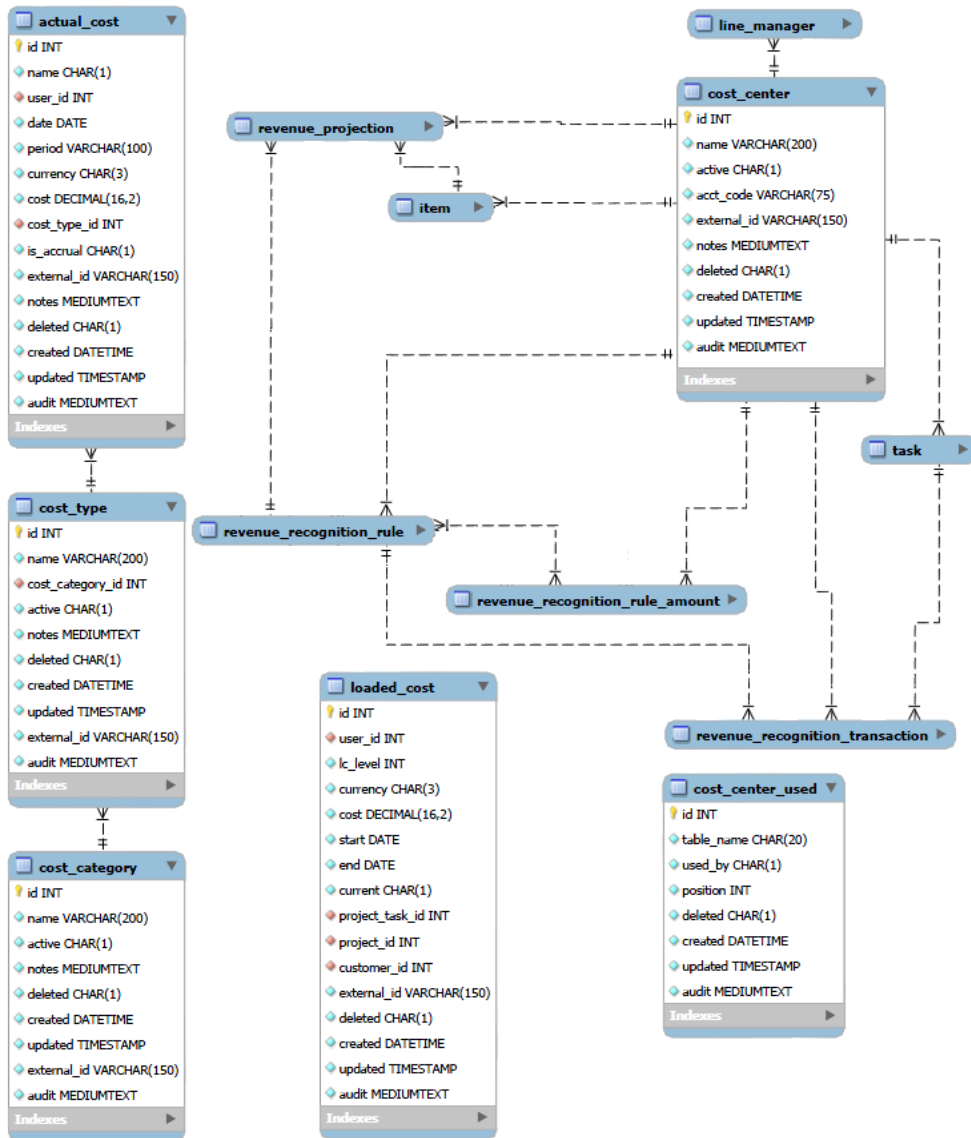 actual_cost
id INT
name CHAR(1)
user_id INT
date DATE
period VARCHAR(100)
currency CHAR(3)
cost DECIMAL(16,2)
cost_type_id INT
is_accrual CHAR(1)
external_id VARCHAR(150)
notes MEDIUMTEXT
deleted CHAR(1)
created DATETIME
updated TIMESTAMP
audit MEDIUMTEXT
Indexes
cost_type
id INT
name VARCHAR(200)
cost_category_id INT
active CHAR(1)
notes MEDIUMTEXT
deleted CHAR(1)
created DATETIME
updated TIMESTAMP
external_id VARCHAR(150)
audit MEDIUMTEXT
Indexes
cost_category
id INT
name VARCHAR(200)
active CHAR(1)
notes MEDIUMTEXT
deleted CHAR(1)
created DATETIME
updated TIMESTAMP
external_id VARCHAR(150)
audit MEDIUMTEXT
Indexes
revenue_projection
item
revenue_recognition_rule
revenue_recognition_rule_amount
loaded_cost
id INT
user_id INT
lc_level INT
currency CHAR(3)
cost DECIMAL(16,2)
start DATE
end DATE
current CHAR(1)
project_task_id INT
project_id INT
customer_id INT
external_id VARCHAR(150)
deleted CHAR(1)
created DATETIME
updated TIMESTAMP
audit MEDIUMTEXT
Indexes
line_manager
cost_center
id INT
name VARCHAR(200)
active CHAR(1)
acct_code VARCHAR(75)
external_id VARCHAR(150)
notes MEDIUMTEXT
deleted CHAR(1)
created DATETIME
updated TIMESTAMP
audit MEDIUMTEXT
Indexes
task
revenue_recognition_transaction
cost_center_used
id INT
table_name CHAR(20)
used_by CHAR(1)
position INT
deleted CHAR(1)
created DATETIME
updated TIMESTAMP
audit MEDIUMTEXT
Indexes